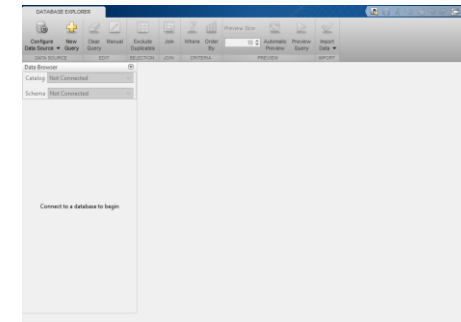 DATABASE EXPLORER
Configure Data Source
New Query
Clear Query
Manual
Exclude Duplicates
Join
Where
Order By
Preview Size:
Automatic Preview
Preview Query
Import Data
DATA SOURCE
EDIT
SELECTION
JOIN
CRITERIA
PREVIEW
IMPORT
Data Browser
Catalog Not Connected
Schema Not Connected
Connect to a database to begin